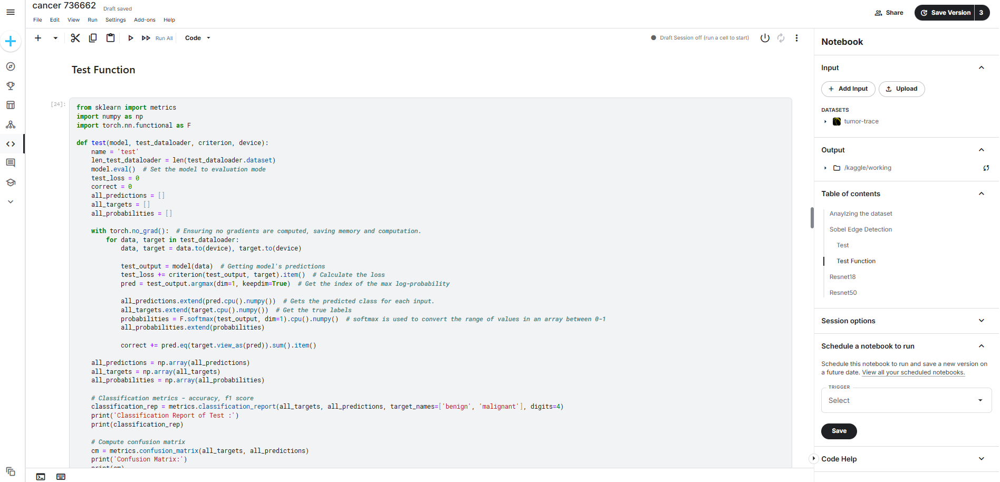 cancer 736662 Draft saved
File Edit View Run Settings Add-ons Help
Share
Save Version 3
Run All Code
Draft Session off (run a cell to start)
Test Function
[24]:
from sklearn import metrics
import numpy as np
import torch.nn.functional as F
def test(model, test_dataloader, criterion, device):
name = 'test'
len_test_dataloader = len(test_dataloader.dataset)
model.eval()  # Set the model to evaluation mode
test_loss = 0
correct = 0
all_predictions = []
all_targets = []
all_probabilities = []
with torch.no_grad():  # Ensuring no gradients are computed, saving memory and computation.
for data, target in test_dataloader:
data, target = data.to(device), target.to(device)
test_output = model(data)  # Getting model's predictions
test_loss += criterion(test_output, target).item()  # Calculate the loss
pred = test_output.argmax(dim=1, keepdim=True)  # Get the index of the max log-probability
all_predictions.extend(pred.cpu().numpy())  # Gets the predicted class for each input.
all_targets.extend(target.cpu().numpy())  # Get the true labels
probabilities = F.softmax(test_output, dim=1).cpu().numpy()  # softmax is used to convert the range of values in an array between 0-1
all_probabilities.extend(probabilities)
correct += pred.eq(target.view_as(pred)).sum().item()
all_predictions = np.array(all_predictions)
all_targets = np.array(all_targets)
all_probabilities = np.array(all_probabilities)
# Classification metrics - accuracy, f1 score
classification_rep = metrics.classification_report(all_targets, all_predictions, target_names=['benign', 'malignant'], digits=4)
print('Classification Report of Test :')
print(classification_rep)
# Compute confusion matrix
cm = metrics.confusion_matrix(all_targets, all_predictions)
print('Confusion Matrix:')
print(cm)
Notebook
Input
Add Input
Upload
DATASETS
tumor-trace
Output
/kaggle/working
Table of contents
Anaylzing the dataset
Sobel Edge Detection
Test
Test Function
Resnet18
Resnet50
Session options
Schedule a notebook to run
Schedule this notebook to run and save a new version on
a future date. View all your scheduled notebooks.
TRIGGER
Select
Save
Code Help